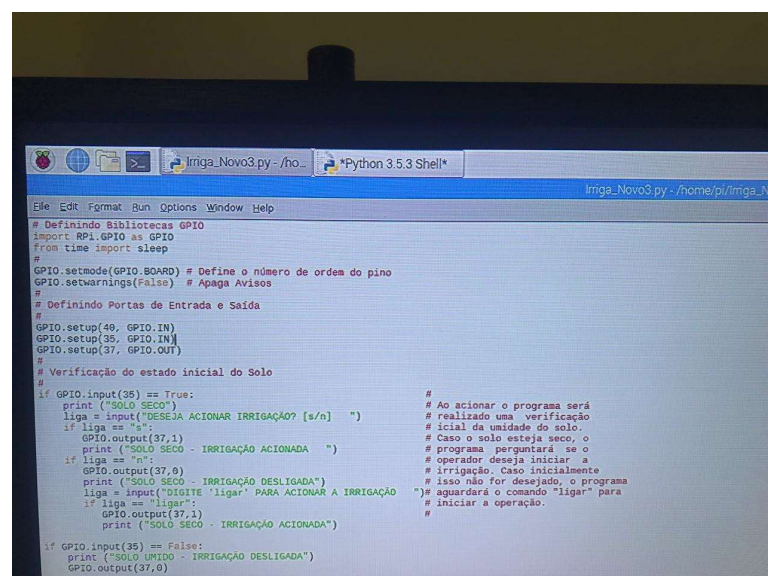 Irriga_Novo3.py - /ho... *Python 3.5.3 Shell*
Irriga_Novo3.py - /home/pi/Irriga_N
File Edit Format Run Options Window Help
# Definindo Bibliotecas GPIO
import RPi.GPIO as GPIO
from time import sleep
#
GPIO.setmode(GPIO.BOARD) # Define o número de ordem do pino
GPIO.setwarnings(False) # Apaga Avisos
#
# Definindo Portas de Entrada e Saída
#
GPIO.setup(40, GPIO.IN)
GPIO.setup(35, GPIO.IN)
GPIO.setup(37, GPIO.OUT)
#
# Verificação do estado inicial do Solo
#
if GPIO.input(35) == True: #
print ("SOLO SECO") # Ao acionar o programa será
liga = input("DESEJA ACIONAR IRRIGAÇÃO? [s/n] ") # realizado uma verificação
if liga == "s": # icial da umidade do solo.
GPIO.output(37,1) # Caso o solo esteja seco, o
print ("SOLO SECO - IRRIGAÇÃO ACIONADA ") # programa perguntará se o
if liga == "n": # operador deseja iniciar a
GPIO.output(37,0) # irrigação. Caso inicialmente
print ("SOLO SECO - IRRIGAÇÃO DESLIGADA") # isso não for desejado, o programa
liga = input("DIGITE 'ligar' PARA ACIONAR A IRRIGAÇÃO ")# aguardará o comando "ligar" para
if liga == "ligar": # iniciar a operação.
GPIO.output(37,1) #
print ("SOLO SECO - IRRIGAÇÃO ACIONADA")
if GPIO.input(35) == False:
print ("SOLO UMIDO - IRRIGAÇÃO DESLIGADA")
GPIO.output(37,0)